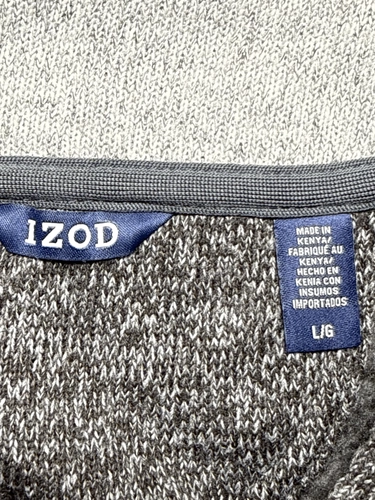 IZOD
MADE IN
KENYA/
FABRIQUÉ AU
KENYA/
HECHO EN
KENIA CON
INSUMOS
IMPORTADOS
L/G